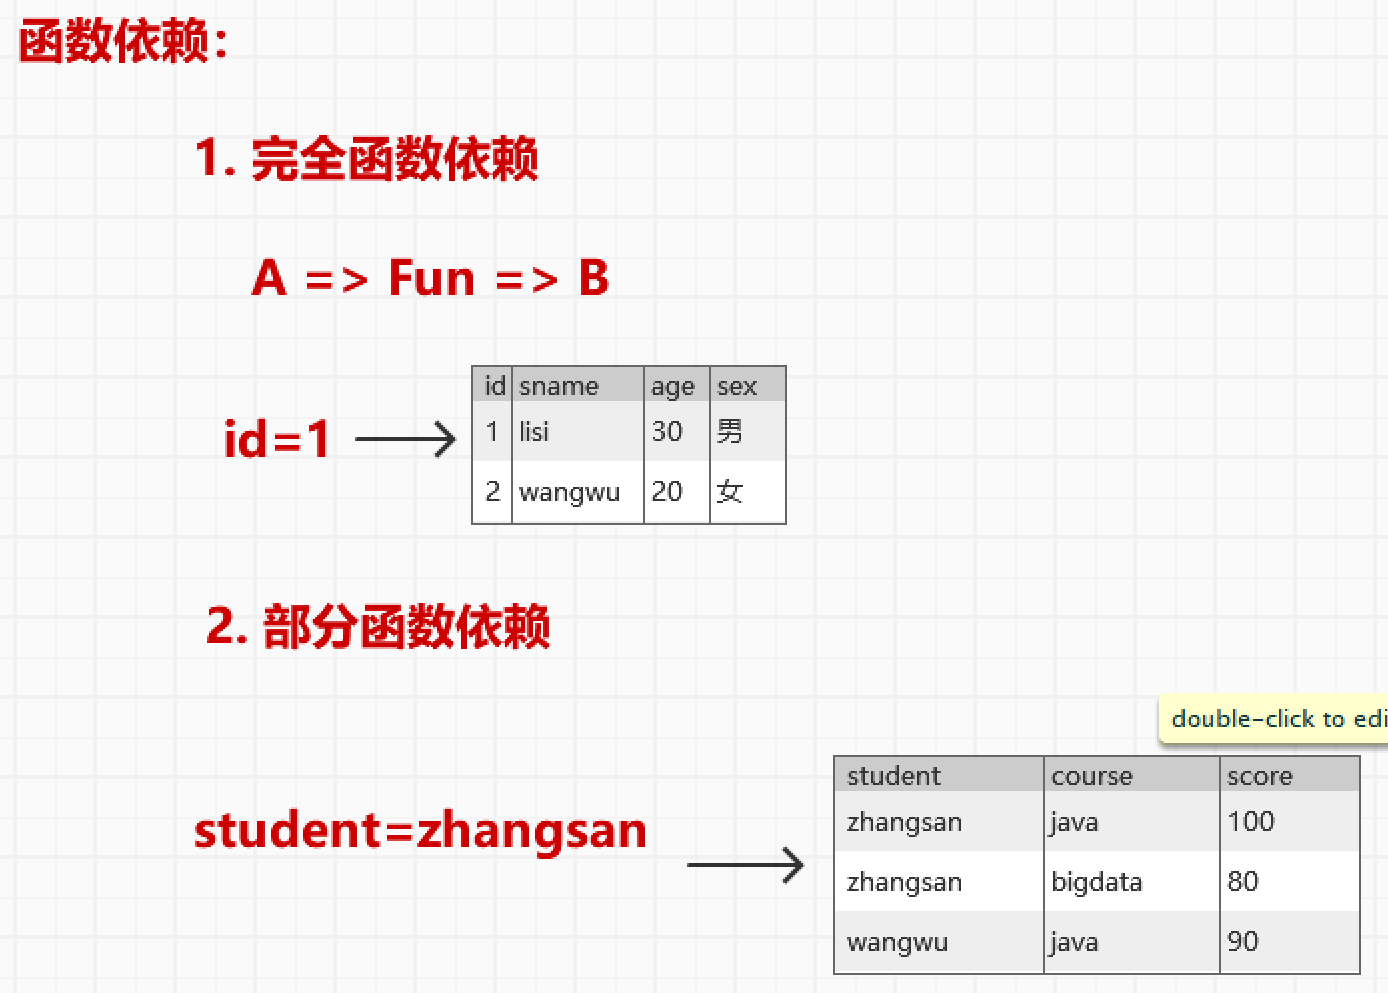 函数依赖:
1. 完全函数依赖
A => Fun => B
id sname age sex
id=1
1 lisi 30 男
2 wangwu 20 女
2. 部分函数依赖
double-click to edi
student course score
student=zhangsan
zhangsan java 100
zhangsan bigdata 80
wangwu java 90